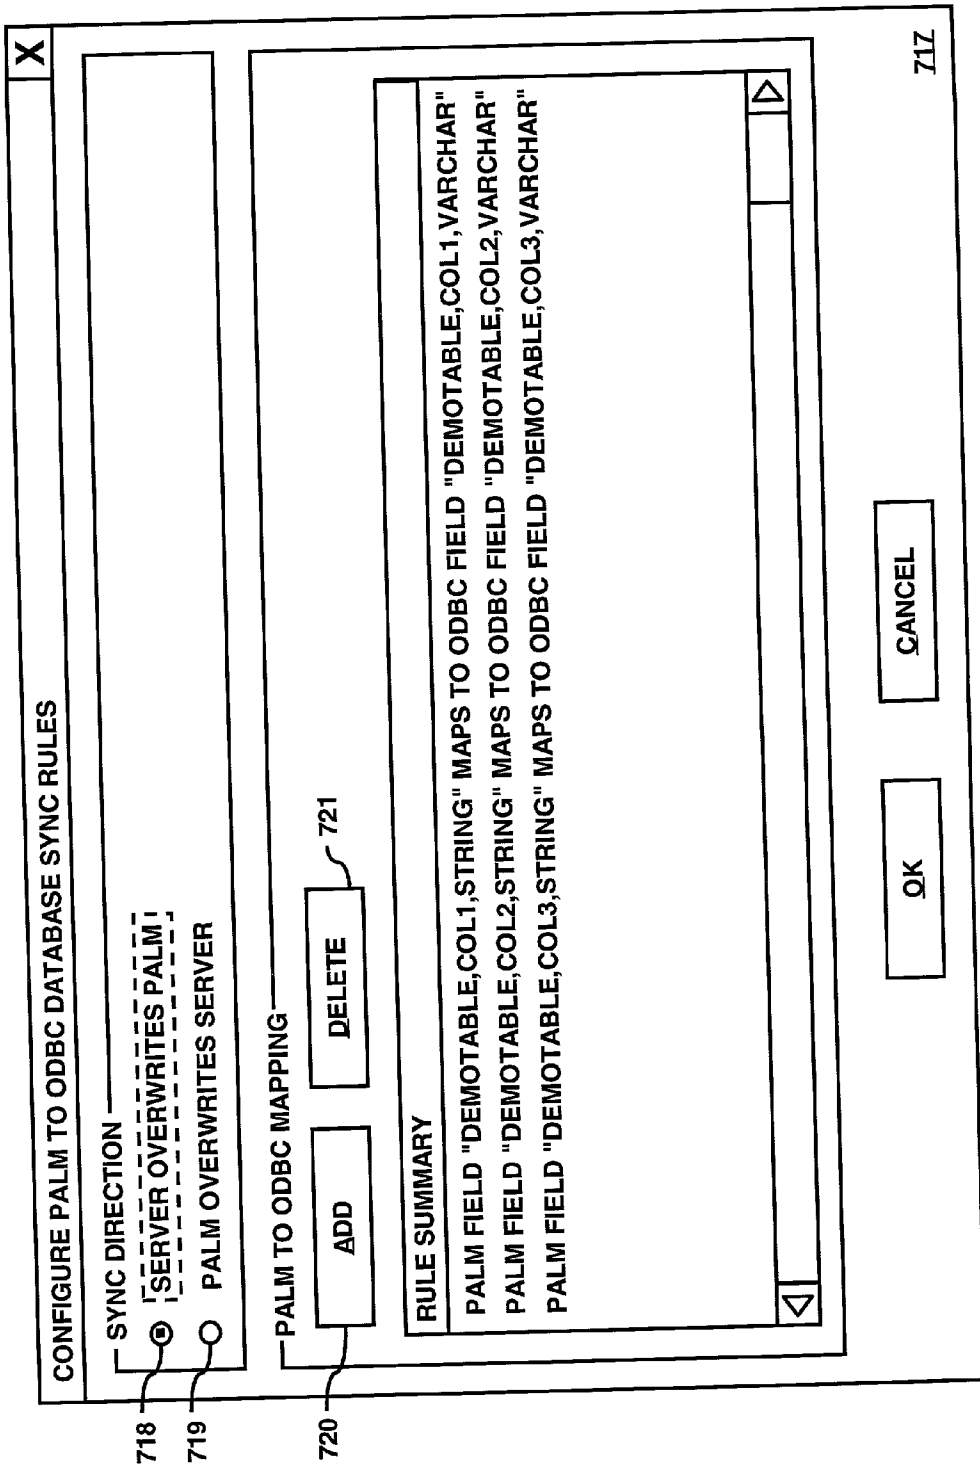 CONFIGURE PALM TO ODBC DATABASE SYNC RULES X
SYNC DIRECTION
718 SERVER OVERWRITES PALM
719 PALM OVERWRITES SERVER
PALM TO ODBC MAPPING
720 ADD DELETE 721
RULE SUMMARY
PALM FIELD "DEMOTABLE,COL1,STRING" MAPS TO ODBC FIELD "DEMOTABLE,COL1,VARCHAR"
PALM FIELD "DEMOTABLE,COL2,STRING" MAPS TO ODBC FIELD "DEMOTABLE,COL2,VARCHAR"
PALM FIELD "DEMOTABLE,COL3,STRING" MAPS TO ODBC FIELD "DEMOTABLE,COL3,VARCHAR"
OK CANCEL
717